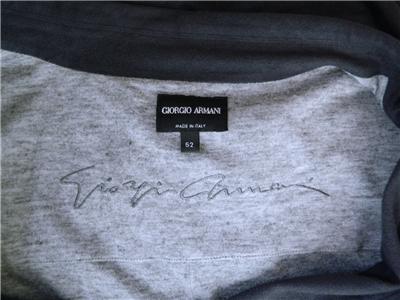 GIORGIO ARMANI
MADE IN ITALY
52
Giorgio Armani